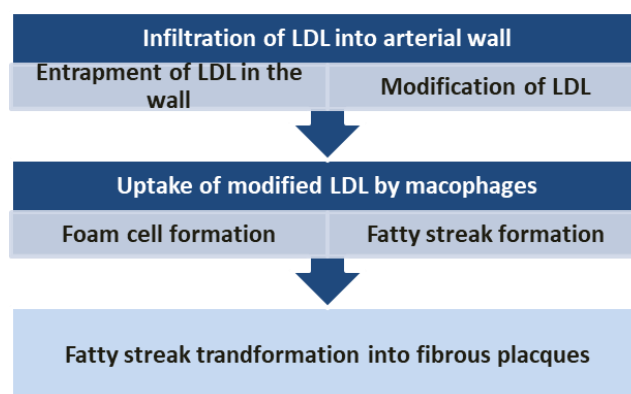 Infiltration of LDL into arterial wall
Entrapment of LDL in the
wall
Modification of LDL
Uptake of modified LDL by macophages
Foam cell formation
Fatty streak formation
Fatty streak trandformation into fibrous placques